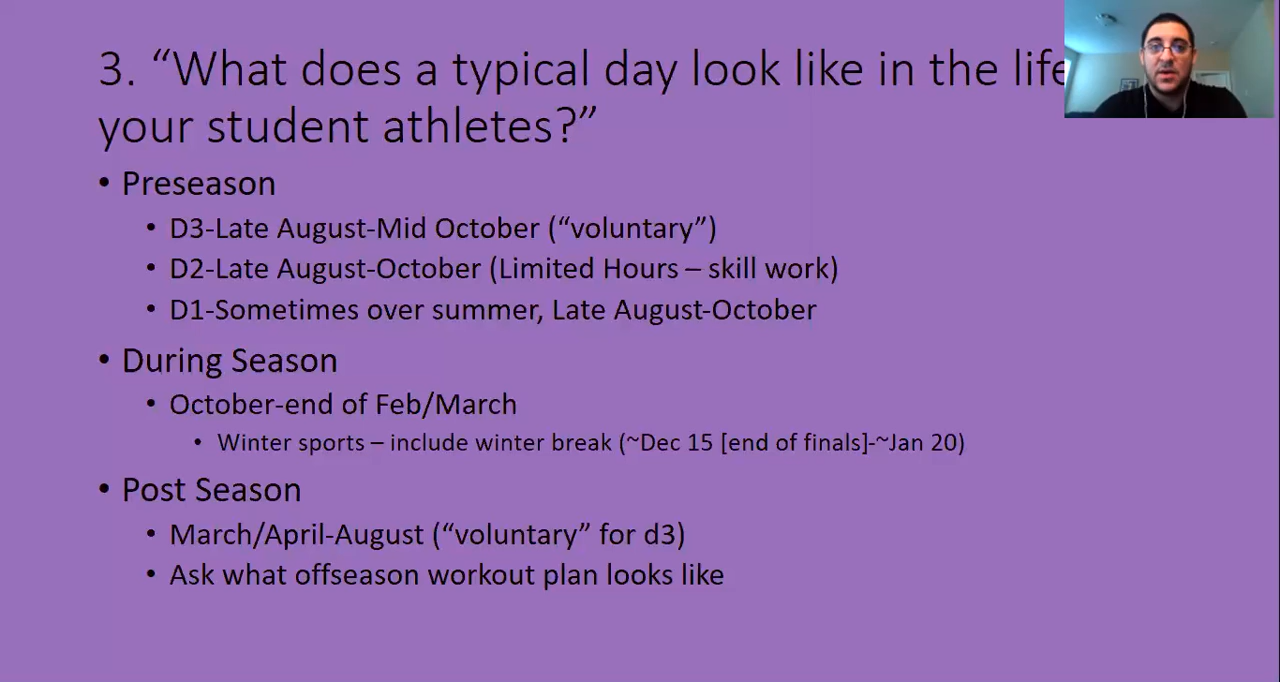 3. “What does a typical day look like in the life
your student athletes?”
• Preseason
• D3-Late August-Mid October (“voluntary”)
• D2-Late August-October (Limited Hours – skill work)
• D1-Sometimes over summer, Late August-October
• During Season
• October-end of Feb/March
• Winter sports – include winter break (~Dec 15 [end of finals]-~Jan 20)
• Post Season
• March/April-August (“voluntary” for d3)
• Ask what offseason workout plan looks like